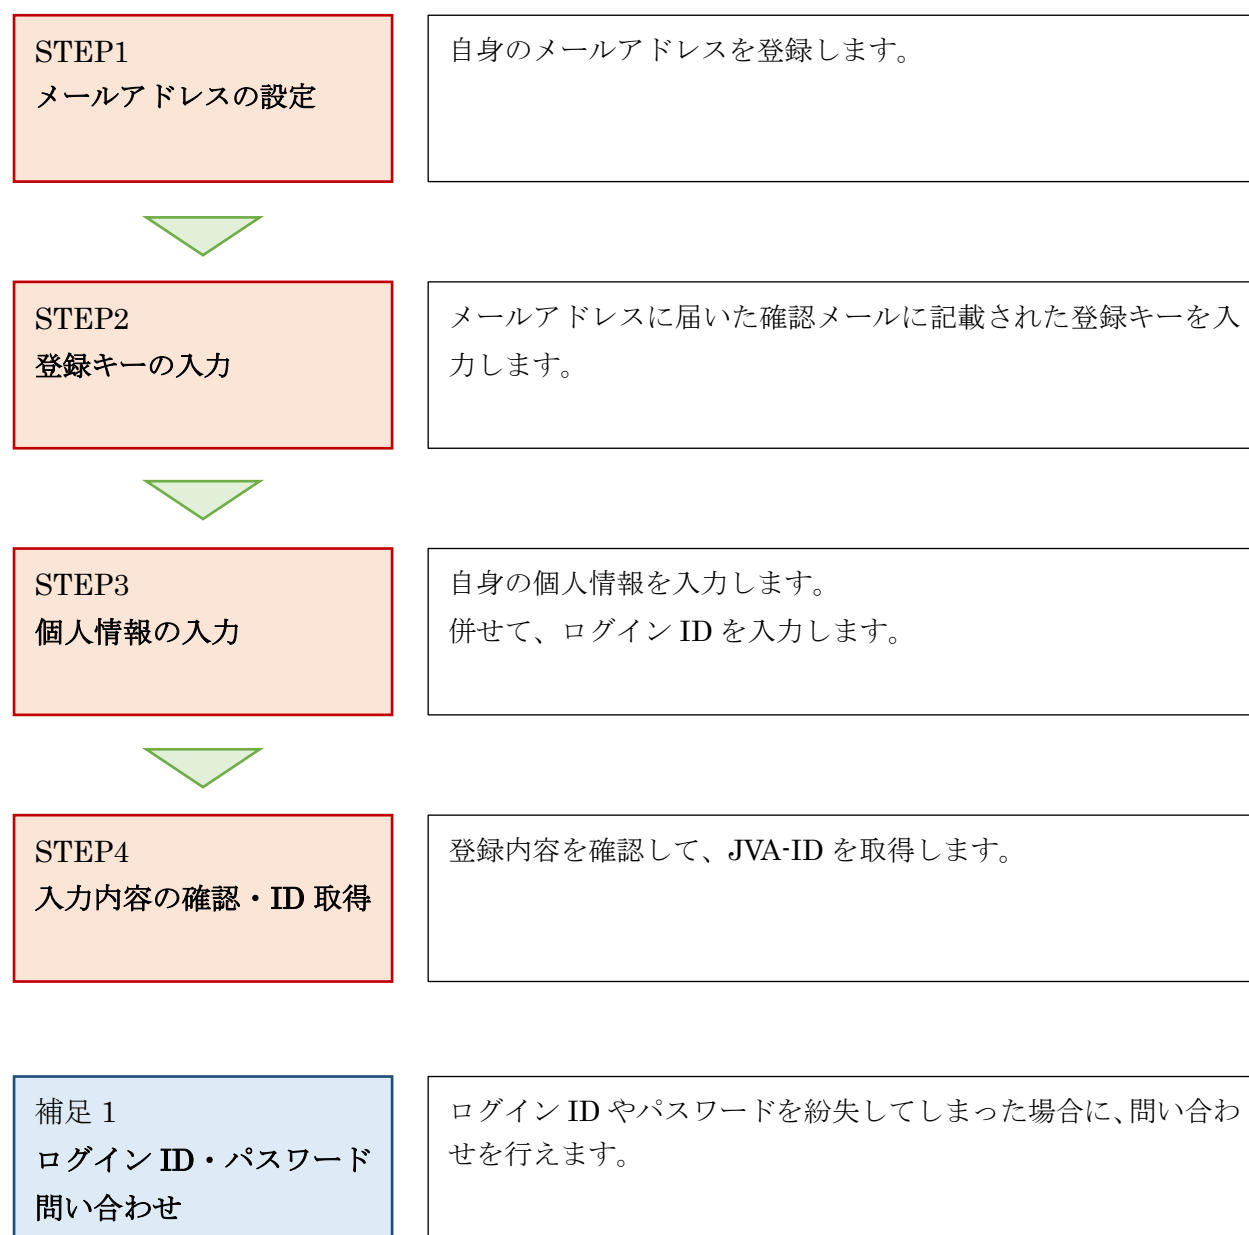 STEP1
メールアドレスの設定
自身のメールアドレスを登録します。
STEP2
登録キーの入力
メールアドレスに届いた確認メールに記載された登録キーを入
力します。
STEP3
個人情報の入力
自身の個人情報を入力します。
併せて、ログイン ID を入力します。
STEP4
入力内容の確認・ID 取得
登録内容を確認して、JVA-ID を取得します。
補足 1
ログイン ID・パスワード
問い合わせ
ログイン ID やパスワードを紛失してしまった場合に、問い合わ
せを行えます。